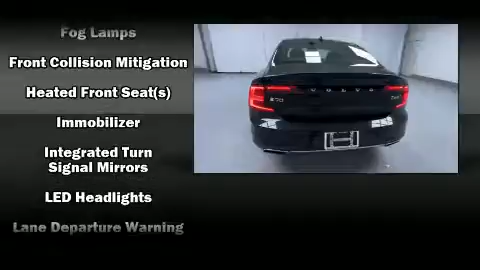 Fog Lamps
Front Collision Mitigation
Heated Front Seat(s)
Immobilizer
Integrated Turn
Signal Mirrors
LED Headlights
Lane Departure Warning
VOLVO
S90